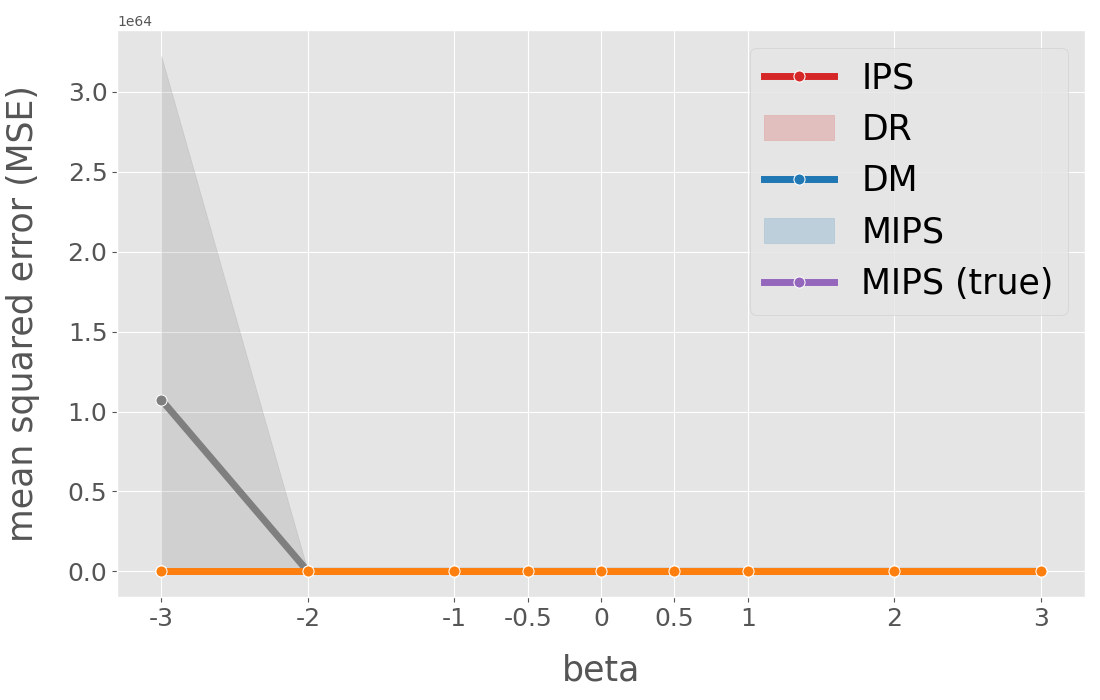 1e64
mean squared error (MSE)
3.0
2.5
2.0
1.5
1.0
0.5
0.0
IPS
DR
DM
MIPS
MIPS (true)
-3 -2 -1 -0.5 0 0.5 1 2 3
beta